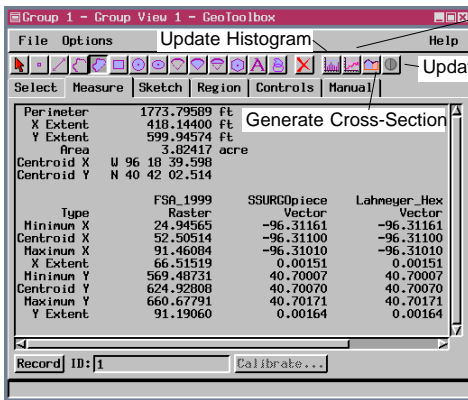 Group 1 - Group View 1 - GeoToolbox
File Options Update Histogram Help
Updat
Select Measure Sketch Region Controls Manual
Generate Cross-Section
Perimeter 1773.79589 ft
X Extent 418.14400 ft
Y Extent 599.94574 ft
Area 3.82417 acre
Centroid X W 96 18 39.598
Centroid Y N 40 42 02.514
FSA_1999 SSURGOpiece Lahmeyer_Hex
Type Raster Vector Vector
Minimum X 24.94565 -96.31161 -96.31161
Centroid X 52.50514 -96.31100 -96.31100
Maximum X 91.46084 -96.31010 -96.31010
X Extent 66.51519 0.00151 0.00151
Minimum Y 569.48731 40.70007 40.70007
Centroid Y 624.92808 40.70070 40.70070
Maximum Y 660.67791 40.70171 40.70171
Y Extent 91.19060 0.00164 0.00164
Record ID: 1 Calibrate...